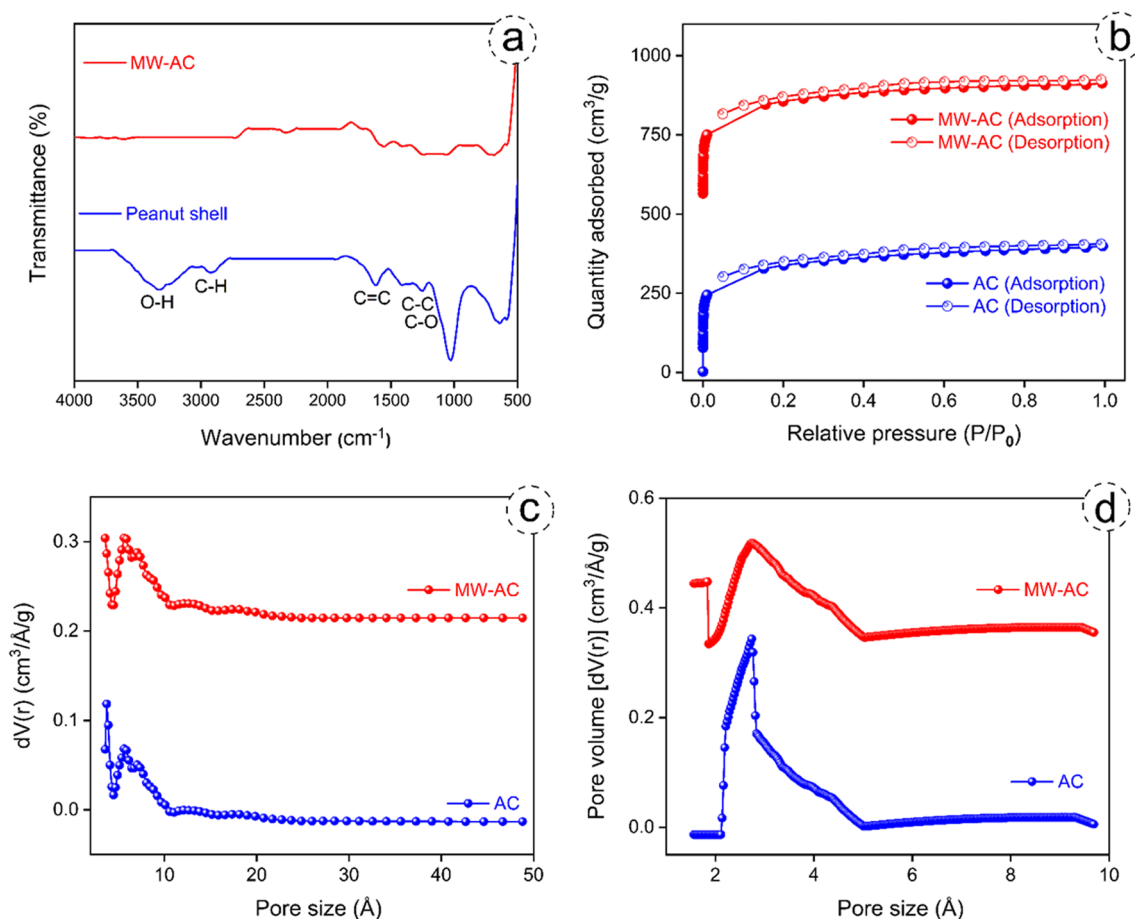 a
MW-AC
Peanut shell
O-H
C-H
C=C
C-C
C-O
Transmittance (%)
4000 3500 3000 2500 2000 1500 1000 500
Wavenumber (cm⁻¹)
b
1000
750
500
250
0
MW-AC (Adsorption)
MW-AC (Desorption)
AC (Adsorption)
AC (Desorption)
Quantity adsorbed (cm³/g)
0.0 0.2 0.4 0.6 0.8 1.0
Relative pressure (P/P₀)
c
0.3
0.2
0.1
0.0
MW-AC
AC
dV(r) (cm³/Å/g)
10 20 30 40 50
Pore size (Å)
d
0.6
0.4
0.2
0.0
MW-AC
AC
Pore volume [dV(r)] (cm³/Å/g)
2 4 6 8 10
Pore size (Å)